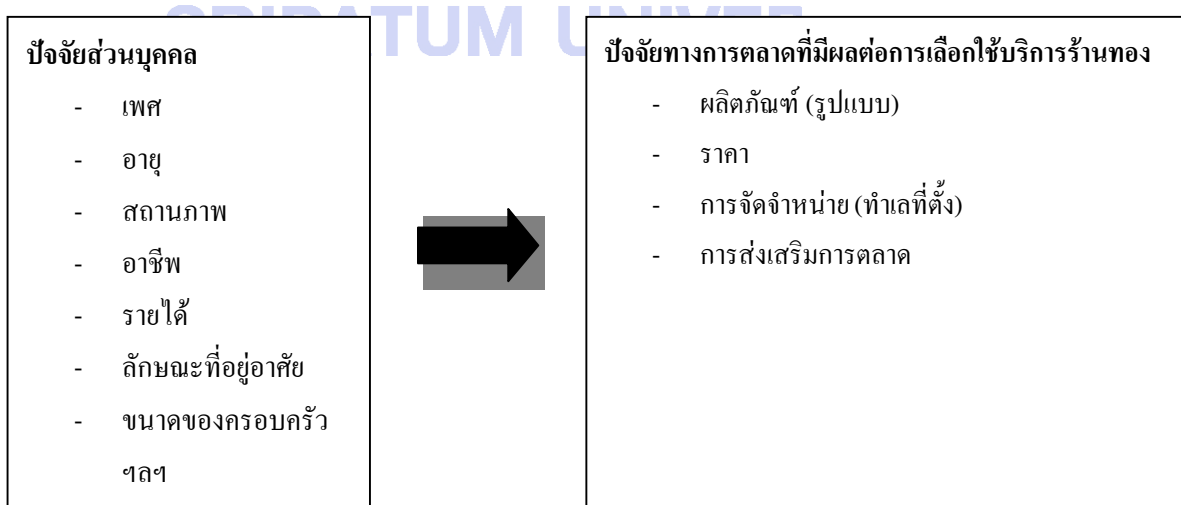 ปัจจัยส่วนบุคคล
- เพศ
- อายุ
- สถานภาพ
- อาชีพ
- รายได้
- ลักษณะที่อยู่อาศัย
- ขนาดของครอบครัว
ฯลฯ
ปัจจัยทางการตลาดที่มีผลต่อการเลือกใช้บริการร้านทอง
- ผลิตภัณฑ์ (รูปแบบ)
- ราคา
- การจัดจำหน่าย (ทำเลที่ตั้ง)
- การส่งเสริมการตลาด